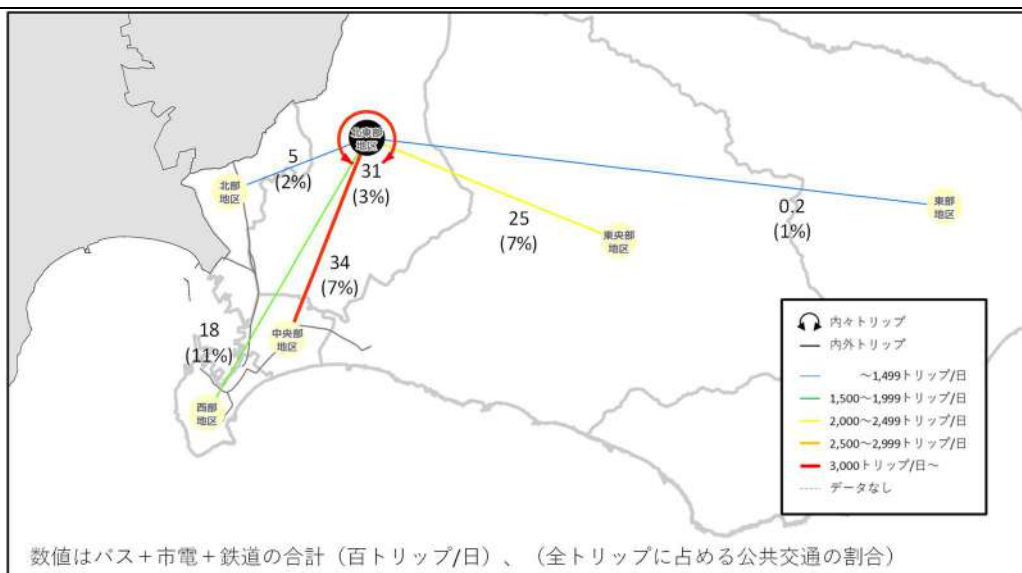 北東部
地区
5
(2%)
31
(3%)
北部
地区
0.2
(1%)
東部
地区
25
(7%)
東央部
地区
34
(7%)
18
(11%)
中央部
地区
西部
地区
内々トリップ
内外トリップ
～1,499トリップ/日
1,500～1,999トリップ/日
2,000～2,499トリップ/日
2,500～2,999トリップ/日
3,000トリップ/日～
データなし
数値はバス＋市電＋鉄道の合計（百トリップ/日）、（全トリップに占める公共交通の割合）